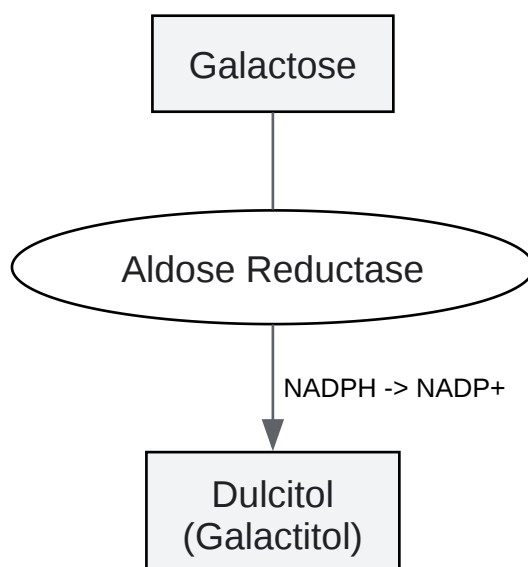 Galactose
Aldose Reductase
NADPH -> NADP+
Dulcitol
(Galactitol)